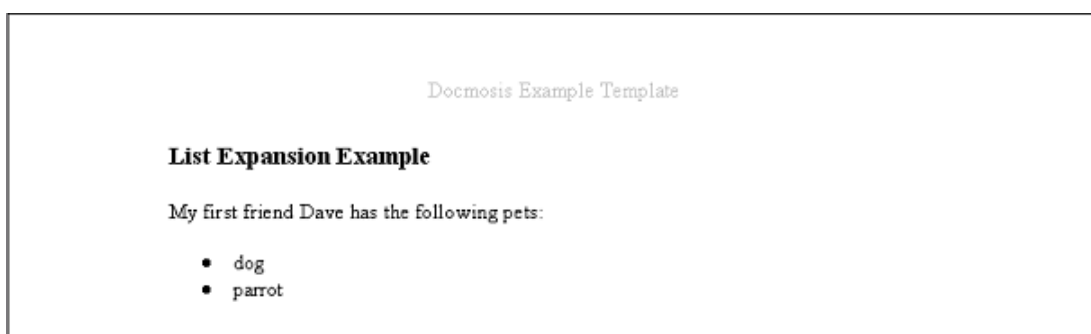 Docmosis Example Template
List Expansion Example
My first friend Dave has the following pets:
• dog
• parrot